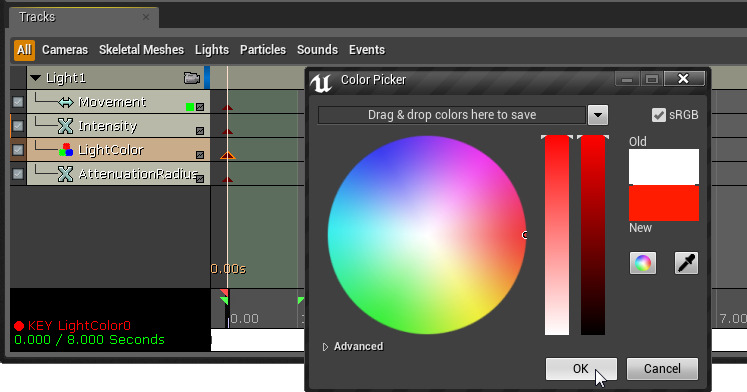 Tracks
All Cameras Skeletal Meshes Lights Particles Sounds Events
Light1
Movement
Intensity
LightColor
AttenuationRadius
0.00s
0.00
7.00
KEY LightColor0
0.000 / 8.000 Seconds
Color Picker
Drag & drop colors here to save
sRGB
Old
New
Advanced
OK
Cancel